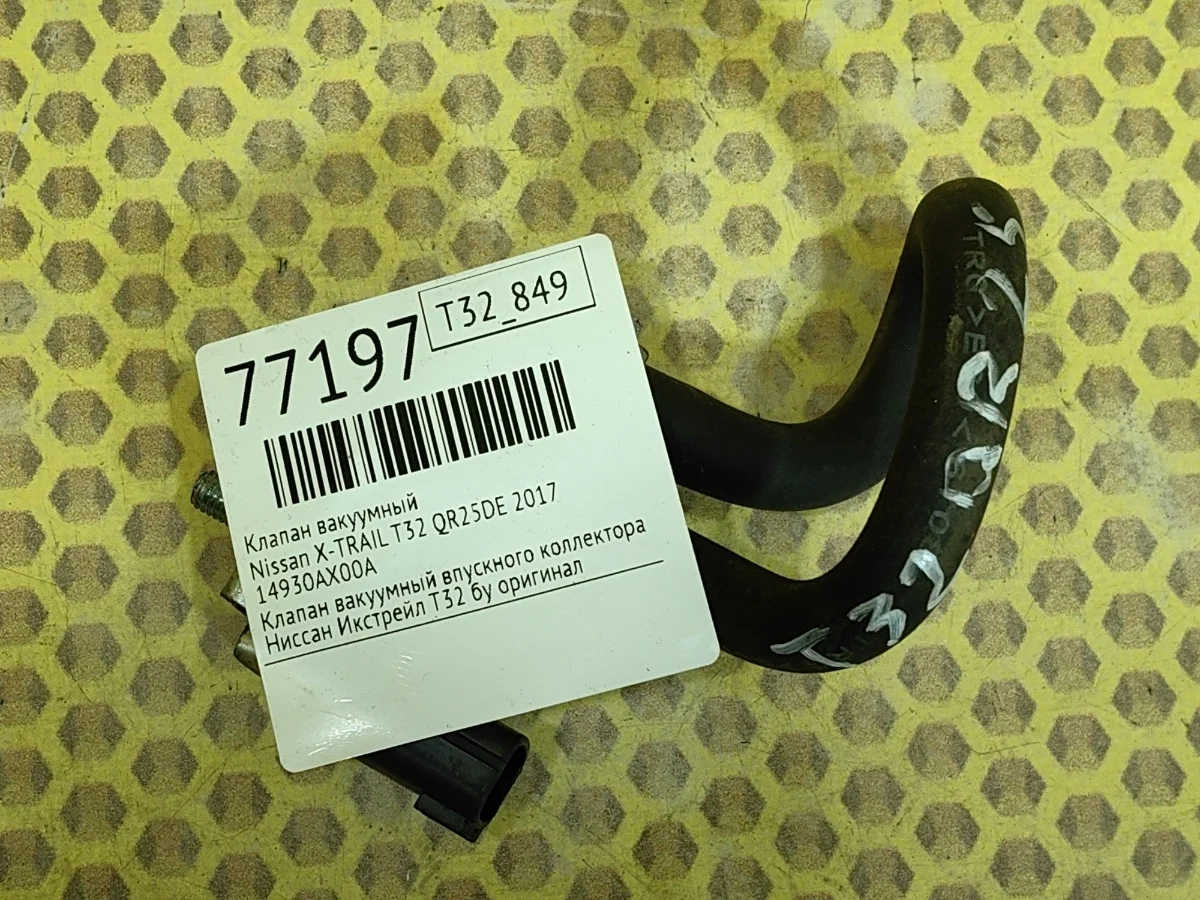 77197
T32_849
Клапан вакуумный
Nissan X-TRAIL T32 QR25DE 2017
14930AX00A
Клапан вакуумный впускного коллектора
Ниссан Икстрейл Т32 бу оригинал
T32